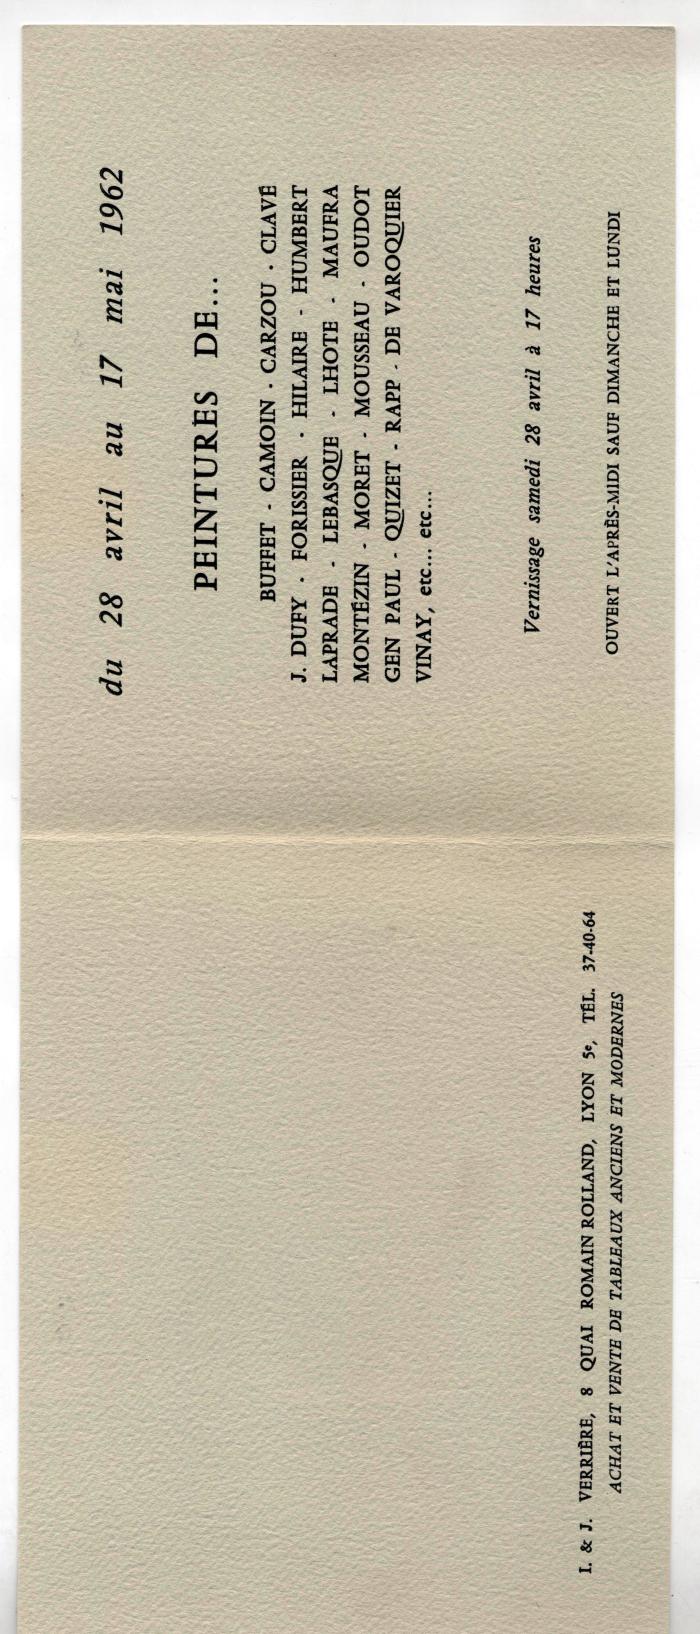 du 28 avril au 17 mai 1962
PEINTURES DE...
BUFFET - CAMOIN - CARZOU - CLAVÉ
J. DUFY - FORISSIER - HILAIRE - HUMBERT
LAPRADE - LEBASQUE - LHOTE - MAUFRA
MONTÉZIN - MORET - MOUSSEAU - OUDOT
GEN PAUL - QUIZET - RAPP - DE VAROQUIER
VINAY, etc... etc...
Vernissage samedi 28 avril à 17 heures
OUVERT L'APRÈS-MIDI SAUF DIMANCHE ET LUNDI
I. & J. VERRIÈRE, 8 QUAI ROMAIN ROLLAND, LYON 5e, TÉL. 37-40-64
ACHAT ET VENTE DE TABLEAUX ANCIENS ET MODERNES